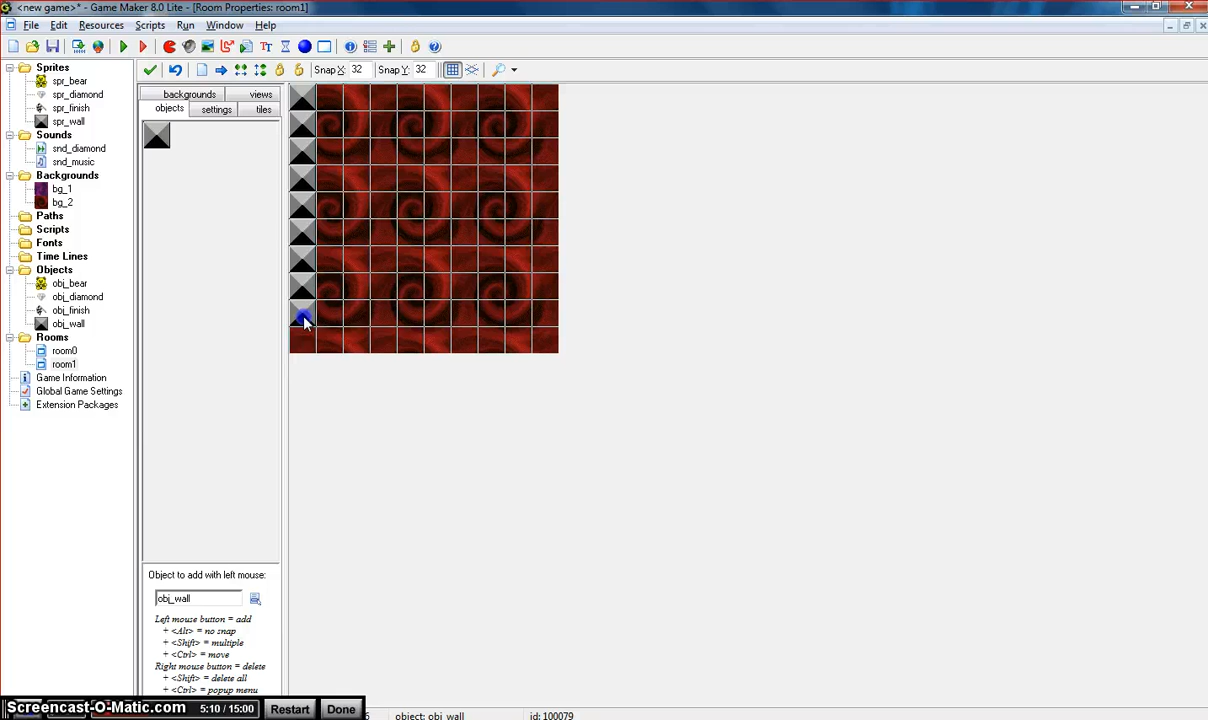 <new game>* - Game Maker 8.0 Lite - [Room Properties: room1]
File Edit Resources Scripts Run Window Help
Snap X: 32 Snap Y: 32
Sprites
spr_bear
spr_diamond
spr_finish
spr_wall
Sounds
snd_diamond
snd_music
Backgrounds
bg_1
bg_2
Paths
Scripts
Fonts
Time Lines
Objects
obj_bear
obj_diamond
obj_finish
obj_wall
Rooms
room0
room1
Game Information
Global Game Settings
Extension Packages
backgrounds views
objects settings tiles
Object to add with left mouse:
obj_wall
Left mouse button = add
+ <Alt> = no snap
+ <Shift> = multiple
+ <Ctrl> = move
Right mouse button = delete
+ <Shift> = delete all
+ <Ctrl> = popup menu
Screencast-O-Matic.com 5:10 / 15:00 Restart Done
object: obj_wall id: 100079